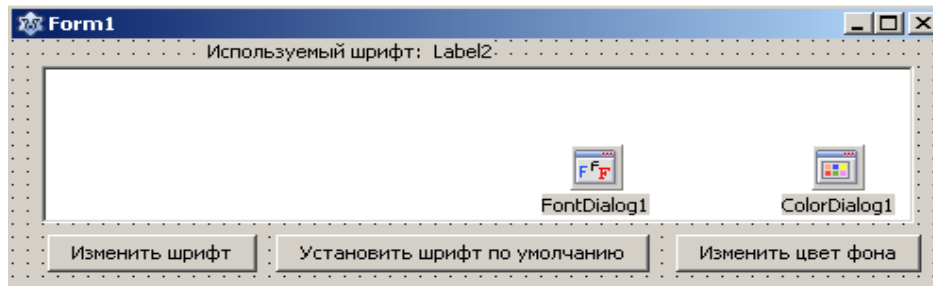 Form1
Используемый шрифт: Label2
FontDialog1 ColorDialog1
Изменить шрифт Установить шрифт по умолчанию Изменить цвет фона